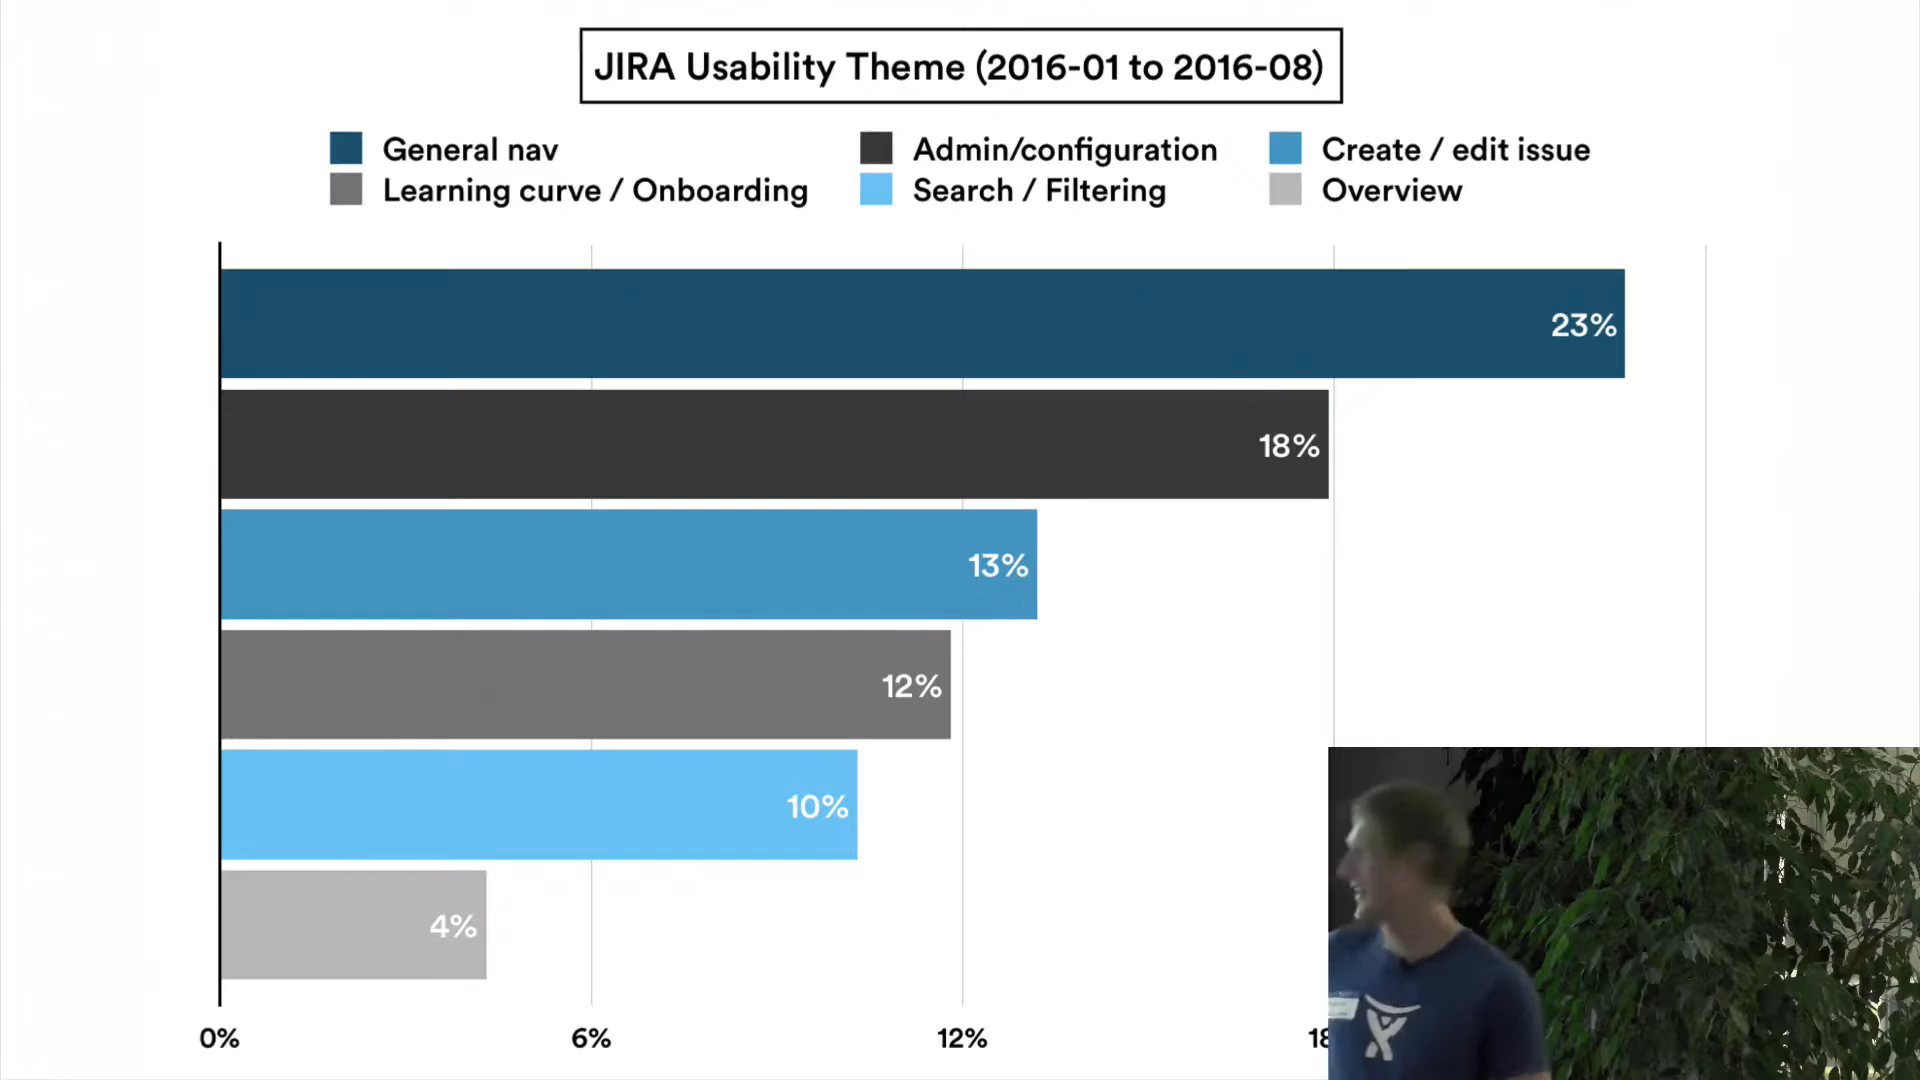 JIRA Usability Theme (2016-01 to 2016-08)
General nav
Admin/configuration
Create / edit issue
Learning curve / Onboarding
Search / Filtering
Overview
23%
18%
13%
12%
10%
4%
0% 6% 12% 18